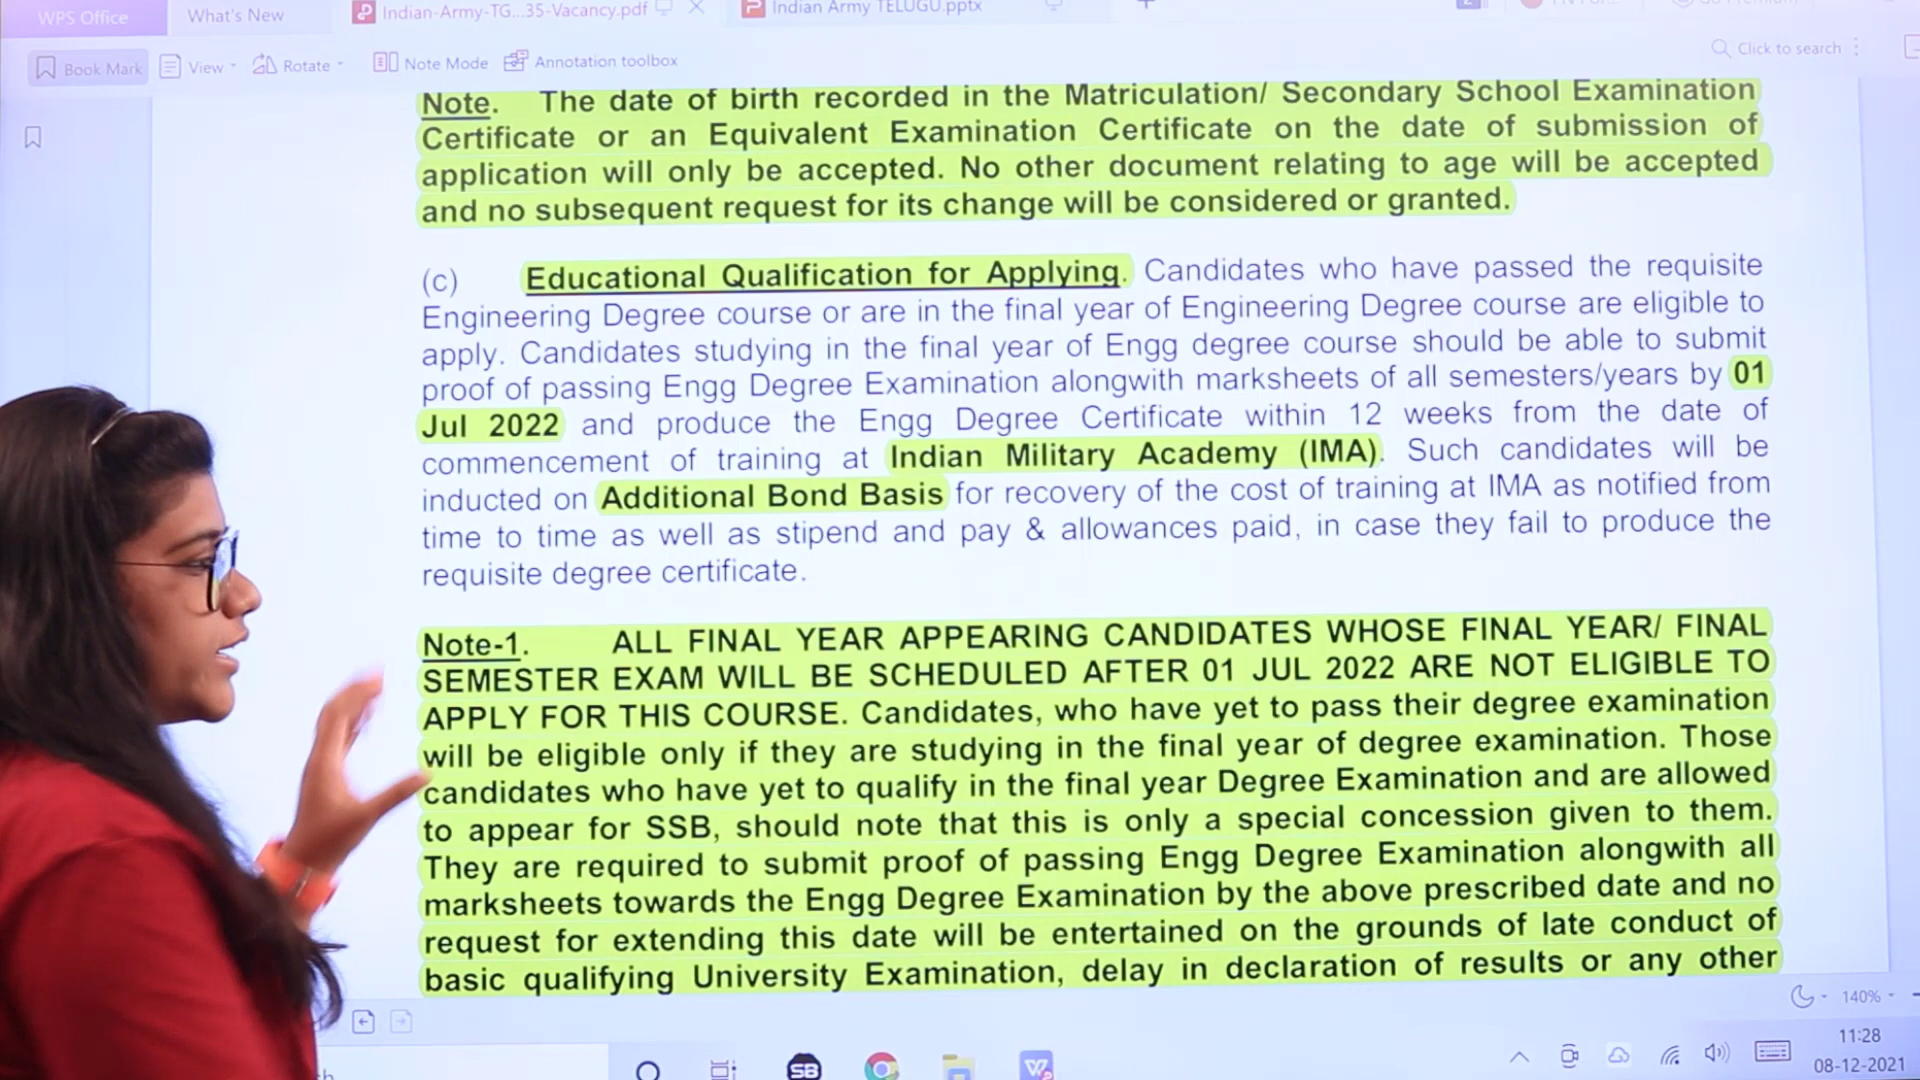 WPS Office
What's New
Indian-Army-TG...35-Vacancy.pdf
Indian Army TELUGU.pptx
Book Mark
View
Rotate
Note Mode
Annotation toolbox
Click to search
Note. The date of birth recorded in the Matriculation/ Secondary School Examination
Certificate or an Equivalent Examination Certificate on the date of submission of
application will only be accepted. No other document relating to age will be accepted
and no subsequent request for its change will be considered or granted.
(c) Educational Qualification for Applying. Candidates who have passed the requisite
Engineering Degree course or are in the final year of Engineering Degree course are eligible to
apply. Candidates studying in the final year of Engg degree course should be able to submit
proof of passing Engg Degree Examination alongwith marksheets of all semesters/years by 01
Jul 2022 and produce the Engg Degree Certificate within 12 weeks from the date of
commencement of training at Indian Military Academy (IMA). Such candidates will be
inducted on Additional Bond Basis for recovery of the cost of training at IMA as notified from
time to time as well as stipend and pay & allowances paid, in case they fail to produce the
requisite degree certificate.
Note-1. ALL FINAL YEAR APPEARING CANDIDATES WHOSE FINAL YEAR/ FINAL
SEMESTER EXAM WILL BE SCHEDULED AFTER 01 JUL 2022 ARE NOT ELIGIBLE TO
APPLY FOR THIS COURSE. Candidates, who have yet to pass their degree examination
will be eligible only if they are studying in the final year of degree examination. Those
candidates who have yet to qualify in the final year Degree Examination and are allowed
to appear for SSB, should note that this is only a special concession given to them.
They are required to submit proof of passing Engg Degree Examination alongwith all
marksheets towards the Engg Degree Examination by the above prescribed date and no
request for extending this date will be entertained on the grounds of late conduct of
basic qualifying University Examination, delay in declaration of results or any other
140%
SB
11:28
08-12-2021